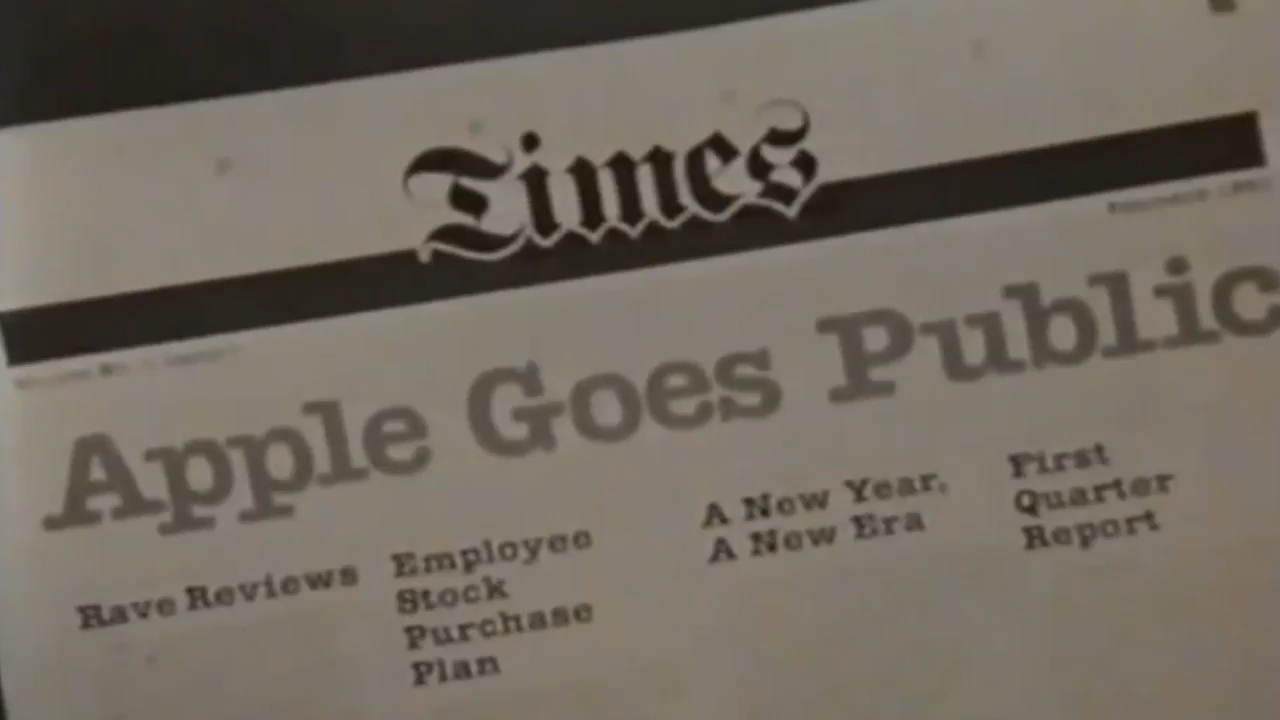 Times
Apple Goes Public
Rave Reviews
Employee
Stock
Purchase
Plan
A New Year,
A New Era
First
Quarter
Report